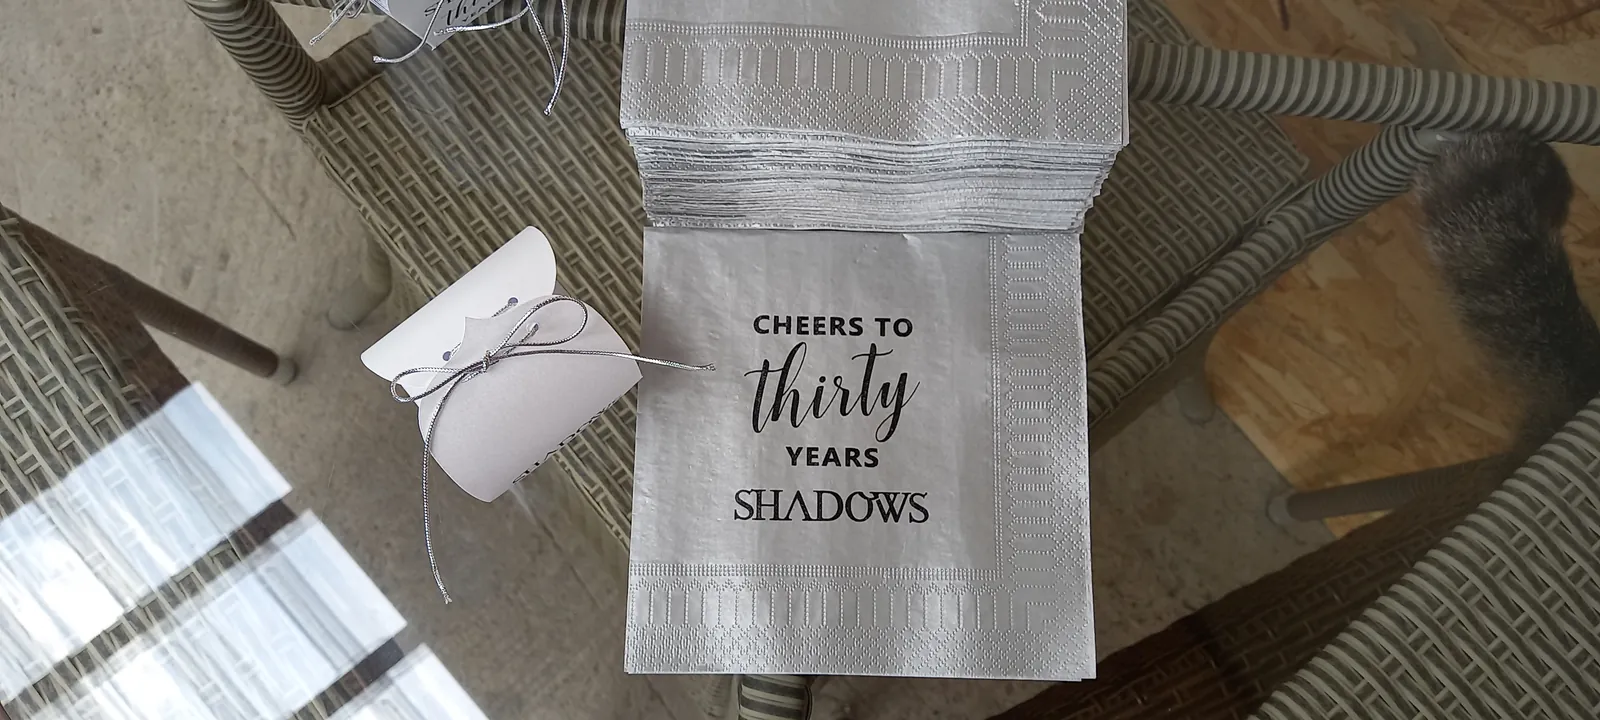 CHEERS TO
thirty
YEARS
SHADOWS